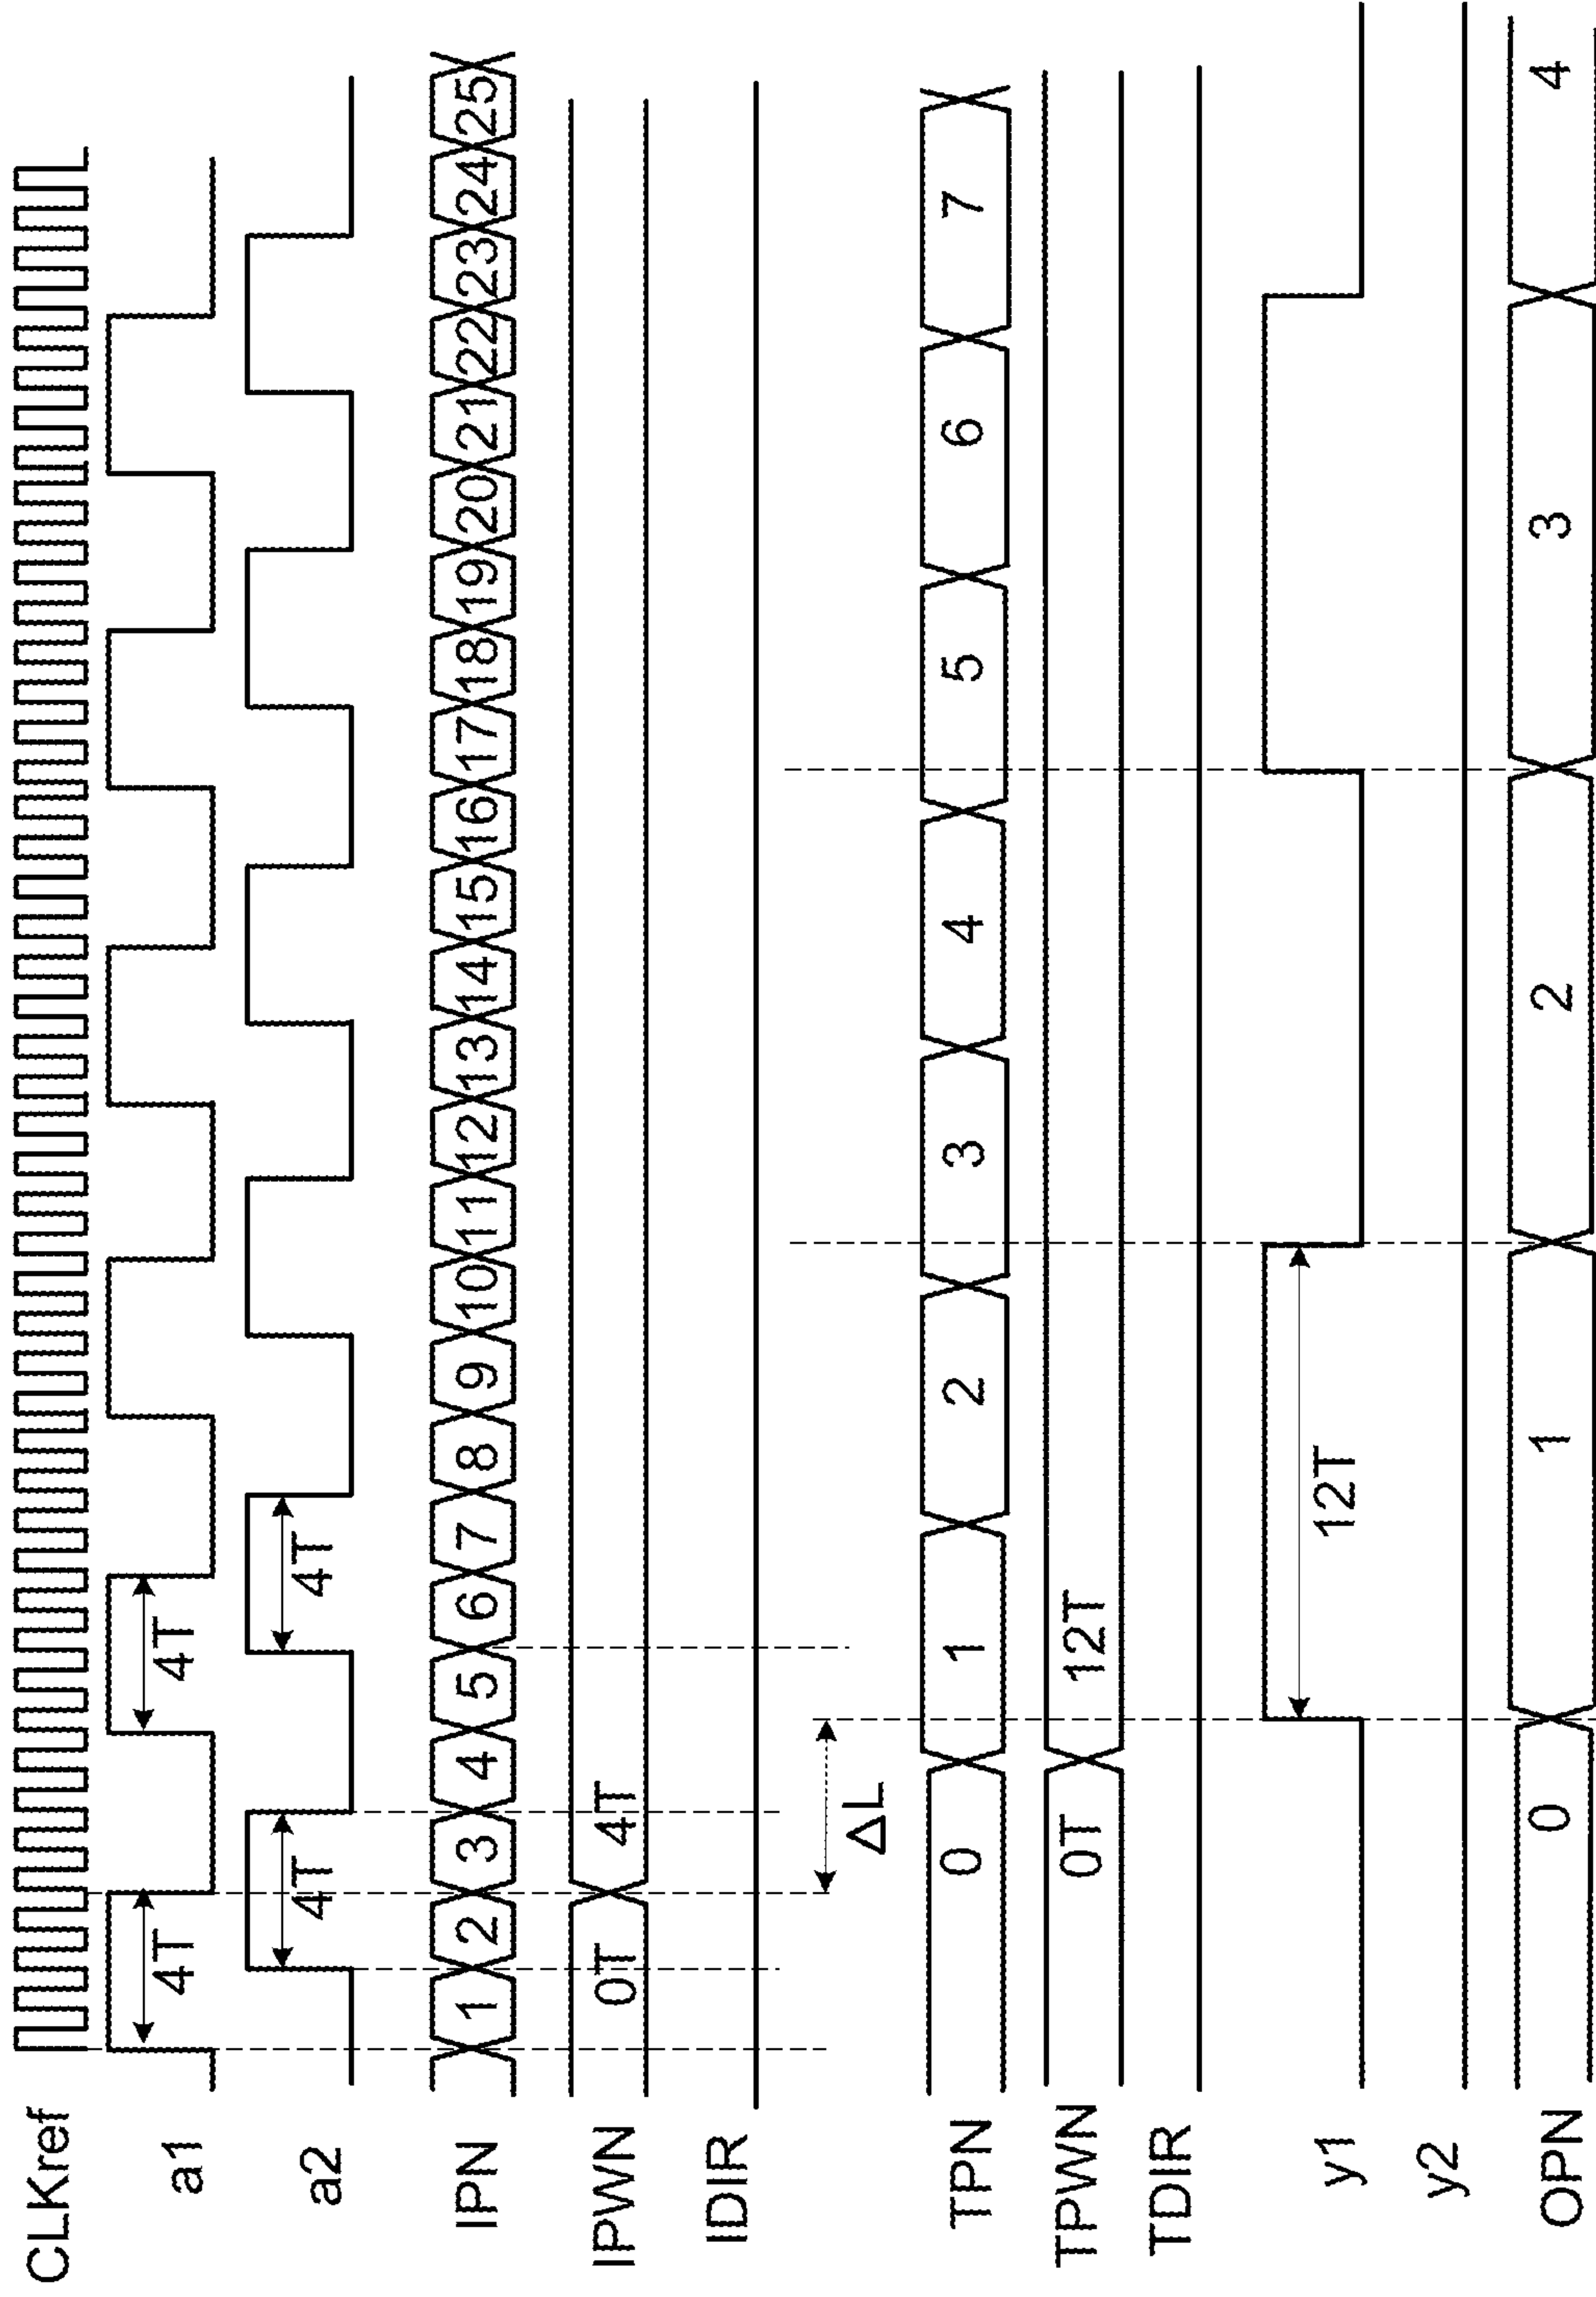 CLKref
a1 4T 4T
a2 4T 4T
IPN 1 2 3 4 5 6 7 8 9 10 11 12 13 14 15 16 17 18 19 20 21 22 23 24 25
IPWN 0T 4T
IDIR
ΔL
TPN 0 1 2 3 4 5 6 7
TPWN 0T 12T
TDIR
y1 12T
y2
OPN 0 1 2 3 4